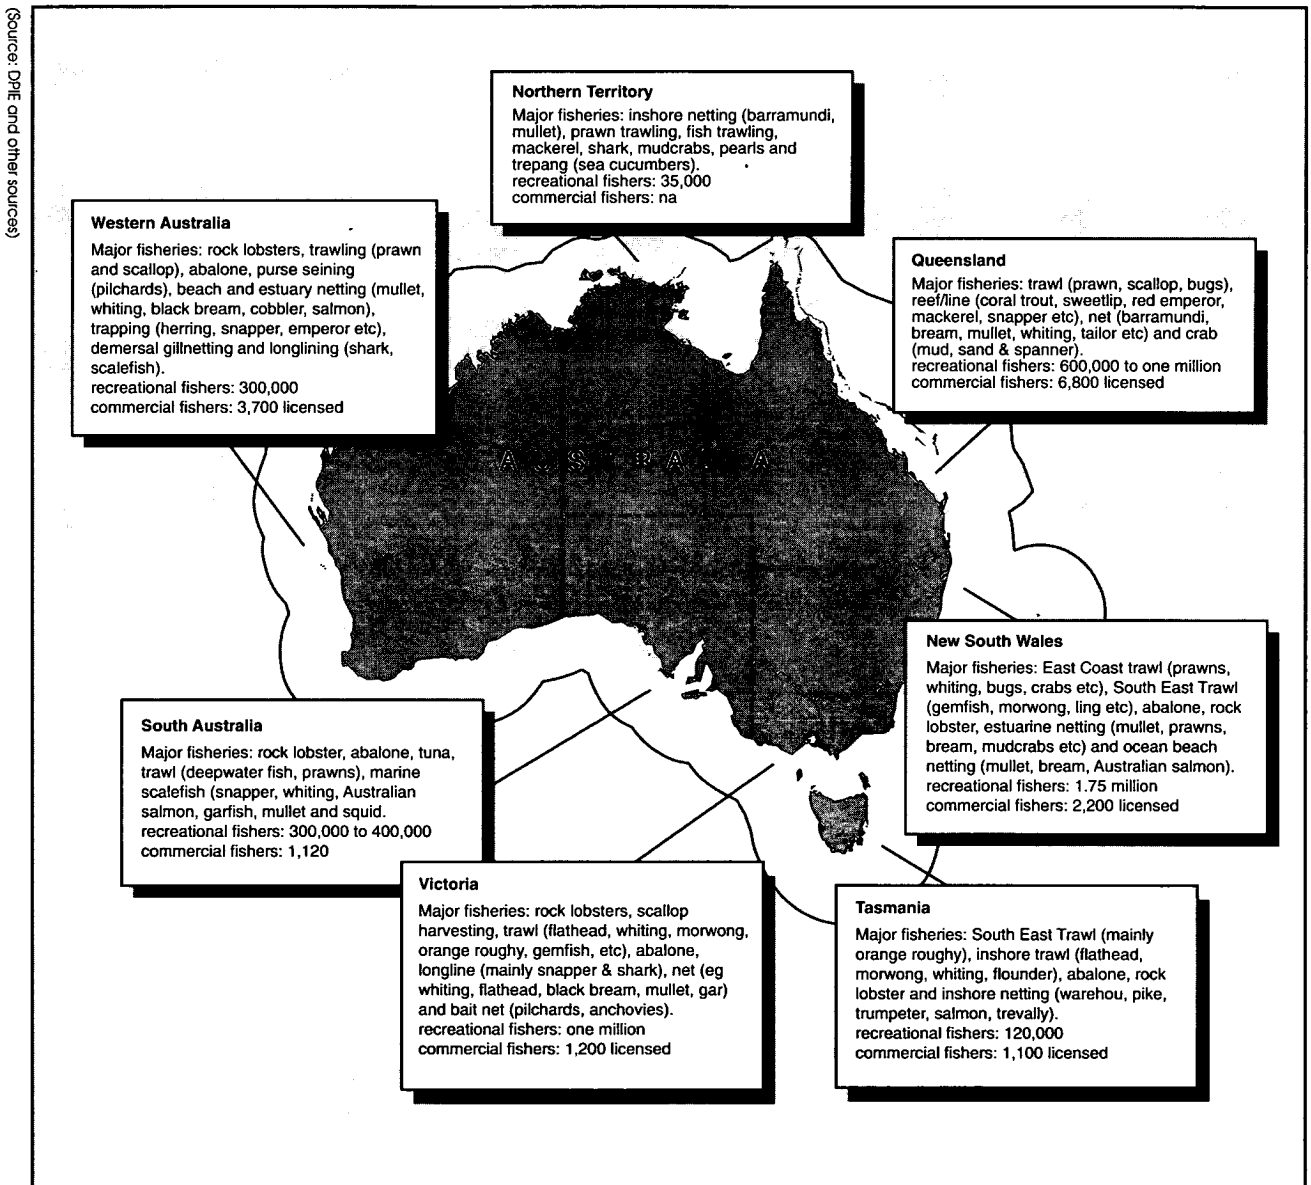 (Source: DPIE and other sources)
Northern Territory
Major fisheries: inshore netting (barramundi,
mullet), prawn trawling, fish trawling,
mackerel, shark, mudcrabs, pearls and
trepang (sea cucumbers).
recreational fishers: 35,000
commercial fishers: na
Western Australia
Major fisheries: rock lobsters, trawling (prawn
and scallop), abalone, purse seining
(pilchards), beach and estuary netting (mullet,
whiting, black bream, cobbler, salmon),
trapping (herring, snapper, emperor etc),
demersal gillnetting and longlining (shark,
scalefish).
recreational fishers: 300,000
commercial fishers: 3,700 licensed
Queensland
Major fisheries: trawl (prawn, scallop, bugs),
reef/line (coral trout, sweetlip, red emperor,
mackerel, snapper etc), net (barramundi,
bream, mullet, whiting, tailor etc) and crab
(mud, sand & spanner).
recreational fishers: 600,000 to one million
commercial fishers: 6,800 licensed
AUSTRALIA
New South Wales
Major fisheries: East Coast trawl (prawns,
whiting, bugs, crabs etc), South East Trawl
(gemfish, morwong, ling etc), abalone, rock
lobster, estuarine netting (mullet, prawns,
bream, mudcrabs etc) and ocean beach
netting (mullet, bream, Australian salmon).
recreational fishers: 1.75 million
commercial fishers: 2,200 licensed
South Australia
Major fisheries: rock lobster, abalone, tuna,
trawl (deepwater fish, prawns), marine
scalefish (snapper, whiting, Australian
salmon, garfish, mullet and squid.
recreational fishers: 300,000 to 400,000
commercial fishers: 1,120
Victoria
Major fisheries: rock lobsters, scallop
harvesting, trawl (flathead, whiting, morwong,
orange roughy, gemfish, etc), abalone,
longline (mainly snapper & shark), net (eg
whiting, flathead, black bream, mullet, gar)
and bait net (pilchards, anchovies).
recreational fishers: one million
commercial fishers: 1,200 licensed
Tasmania
Major fisheries: South East Trawl (mainly
orange roughy), inshore trawl (flathead,
morwong, whiting, flounder), abalone, rock
lobster and inshore netting (warehou, pike,
trumpeter, salmon, trevally).
recreational fishers: 120,000
commercial fishers: 1,100 licensed